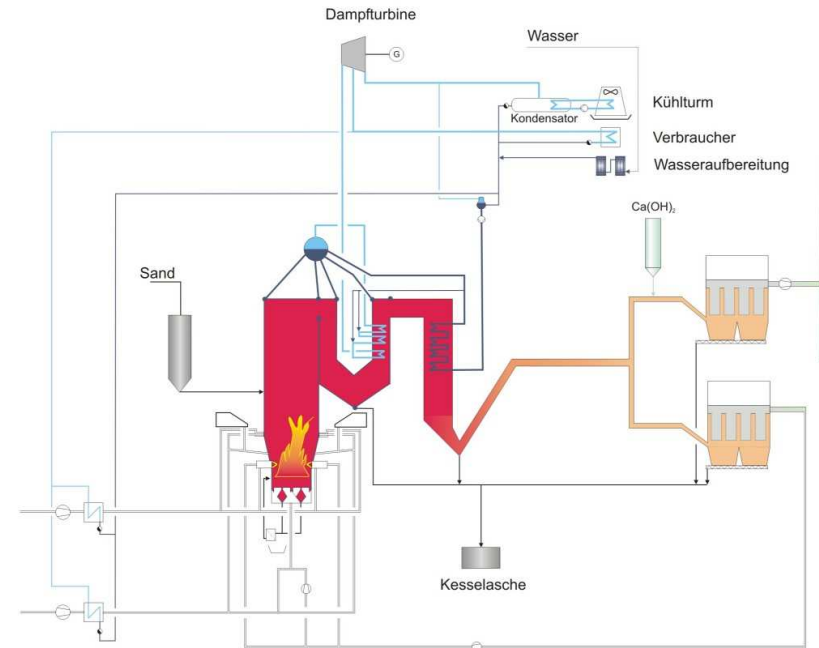 Dampfturbine
G
Wasser
Kondensator
Kühlturm
Verbraucher
Wasseraufbereitung
Ca(OH)₂
Sand
Kesselasche